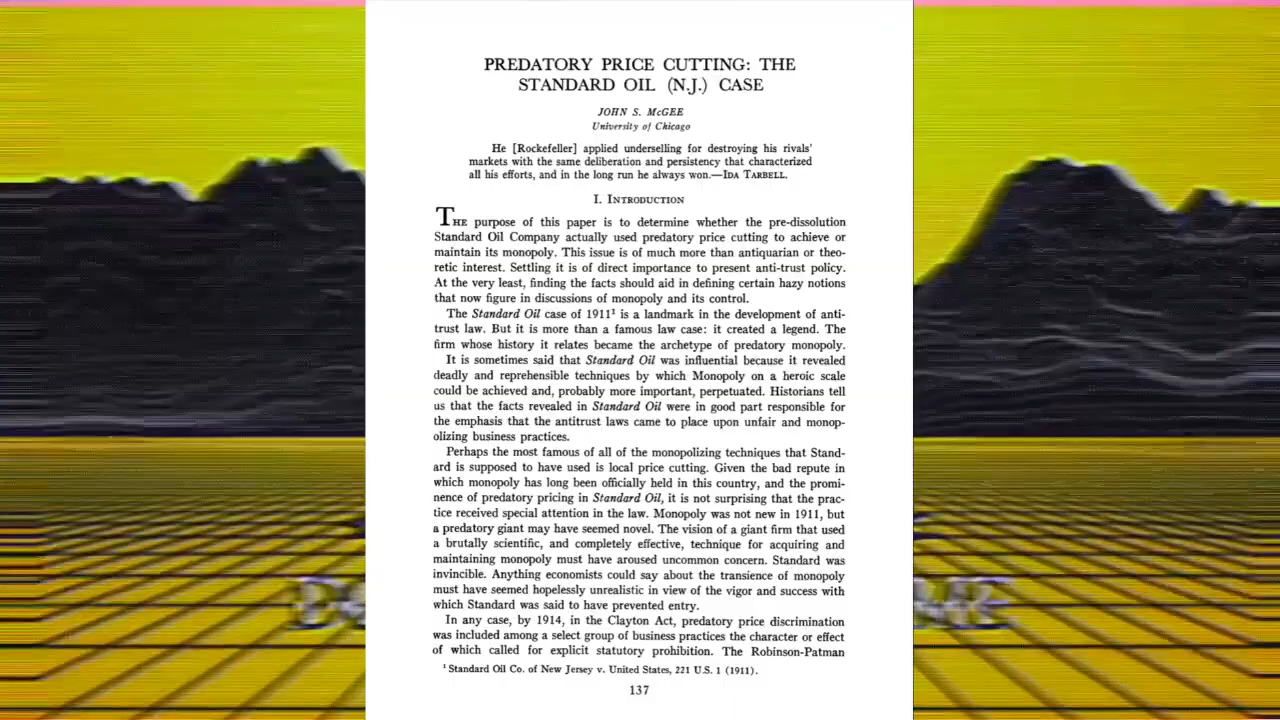 PREDATORY PRICE CUTTING: THE
STANDARD OIL (N.J.) CASE
JOHN S. McGEE
University of Chicago
He [Rockefeller] applied underselling for destroying his rivals'
markets with the same deliberation and persistency that characterized
all his efforts, and in the long run he always won.—IDA TARBELL.
I. INTRODUCTION
THE purpose of this paper is to determine whether the pre-dissolution
Standard Oil Company actually used predatory price cutting to achieve or
maintain its monopoly. This issue is of much more than antiquarian or theo-
retic interest. Settling it is of direct importance to present anti-trust policy.
At the very least, finding the facts should aid in defining certain hazy notions
that now figure in discussions of monopoly and its control.
The Standard Oil case of 1911¹ is a landmark in the development of anti-
trust law. But it is more than a famous law case: it created a legend. The
firm whose history it relates became the archetype of predatory monopoly.
It is sometimes said that Standard Oil was influential because it revealed
deadly and reprehensible techniques by which Monopoly on a heroic scale
could be achieved and, probably more important, perpetuated. Historians tell
us that the facts revealed in Standard Oil were in good part responsible for
the emphasis that the antitrust laws came to place upon unfair and monop-
olizing business practices.
Perhaps the most famous of all of the monopolizing techniques that Stand-
ard is supposed to have used is local price cutting. Given the bad repute in
which monopoly has long been officially held in this country, and the promi-
nence of predatory pricing in Standard Oil, it is not surprising that the prac-
tice received special attention in the law. Monopoly was not new in 1911, but
a predatory giant may have seemed novel. The vision of a giant firm that used
a brutally scientific, and completely effective, technique for acquiring and
maintaining monopoly must have aroused uncommon concern. Standard was
invincible. Anything economists could say about the transience of monopoly
must have seemed hopelessly unrealistic in view of the vigor and success with
which Standard was said to have prevented entry.
In any case, by 1914, in the Clayton Act, predatory price discrimination
was included among a select group of business practices the character or effect
of which called for explicit statutory prohibition. The Robinson-Patman
¹ Standard Oil Co. of New Jersey v. United States, 221 U.S. 1 (1911).
137